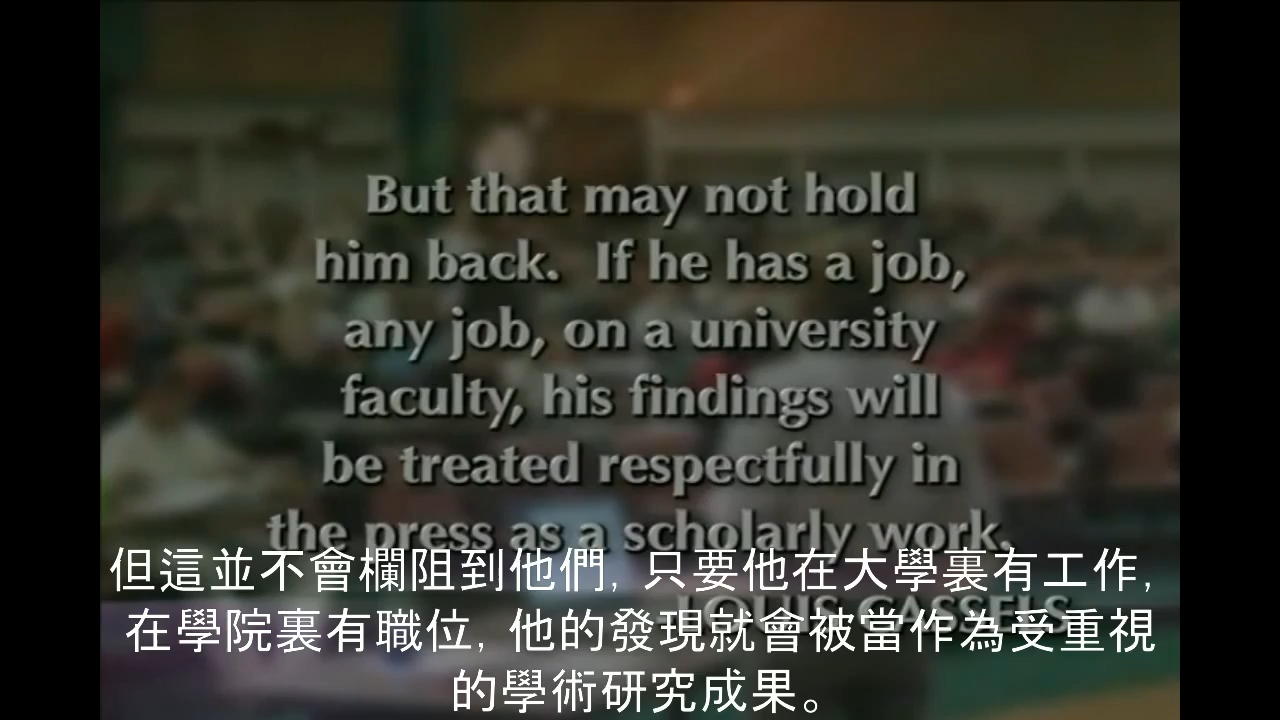 But that may not hold
him back. If he has a job,
any job, on a university
faculty, his findings will
be treated respectfully in
the press as a scholarly work.
LOUIS CASSELS
但這並不會欄阻到他們, 只要他在大學裏有工作,
在學院裏有職位, 他的發現就會被當作為受重視
的學術研究成果。